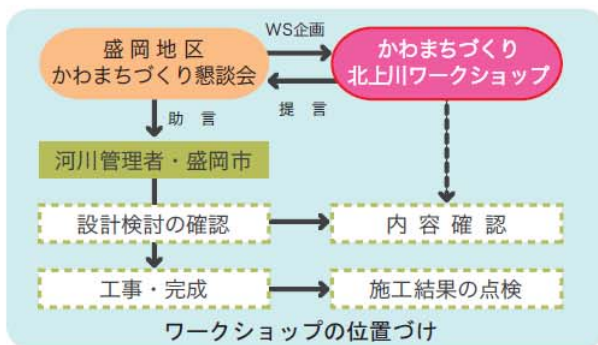 WS企画
盛岡地区
かわまちづくり懇談会
かわまちづくり
北上川ワークショップ
提 言
助 言
河川管理者・盛岡市
設計検討の確認
内 容 確 認
工事・完成
施工結果の点検
ワークショップの位置づけ